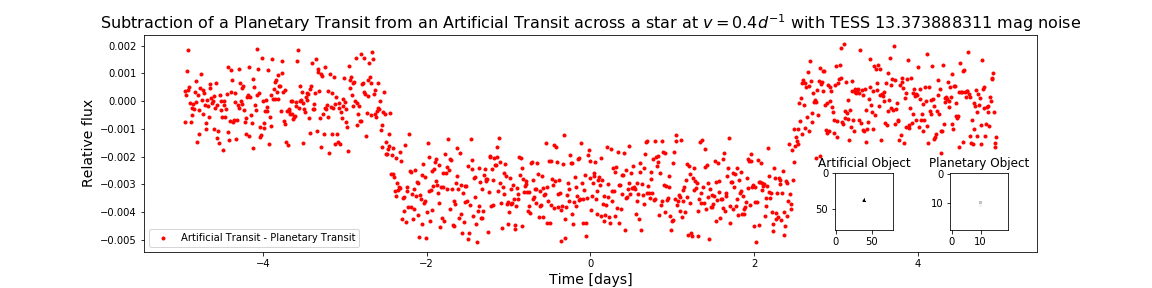 Subtraction of a Planetary Transit from an Artificial Transit across a star at v = 0.4d⁻¹ with TESS 13.373888311 mag noise
Relative flux
0.002
0.001
0.000
−0.001
−0.002
−0.003
−0.004
−0.005
Artificial Transit - Planetary Transit
Artificial Object
0
50
0 50
Planetary Object
0
10
0 10
−4 −2 0 2 4
Time [days]